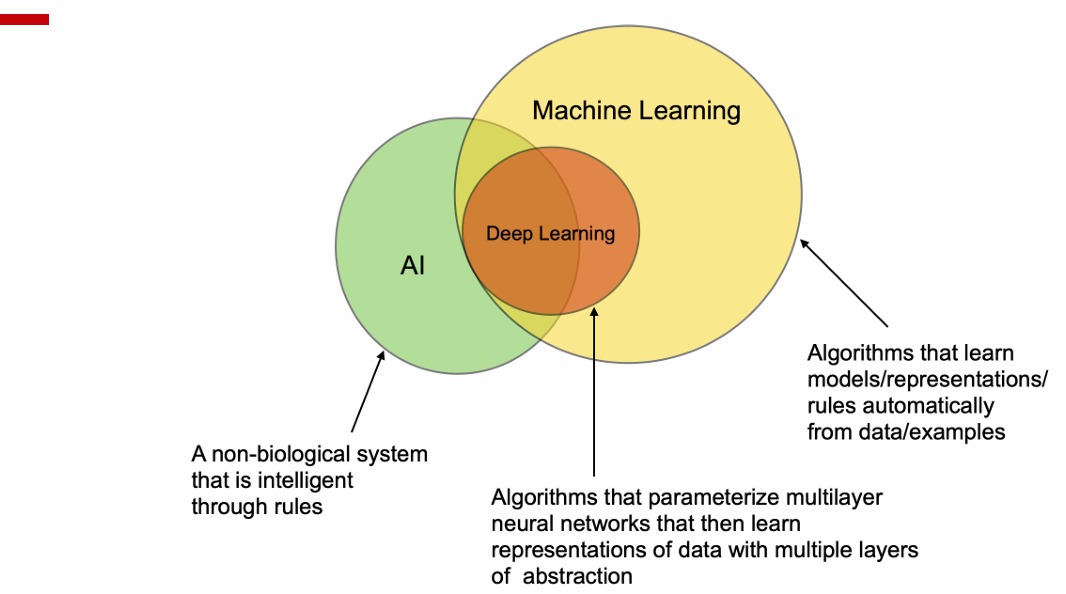 Machine Learning
Deep Learning
AI
Algorithms that learn
models/representations/
rules automatically
from data/examples
A non-biological system
that is intelligent
through rules
Algorithms that parameterize multilayer
neural networks that then learn
representations of data with multiple layers
of  abstraction